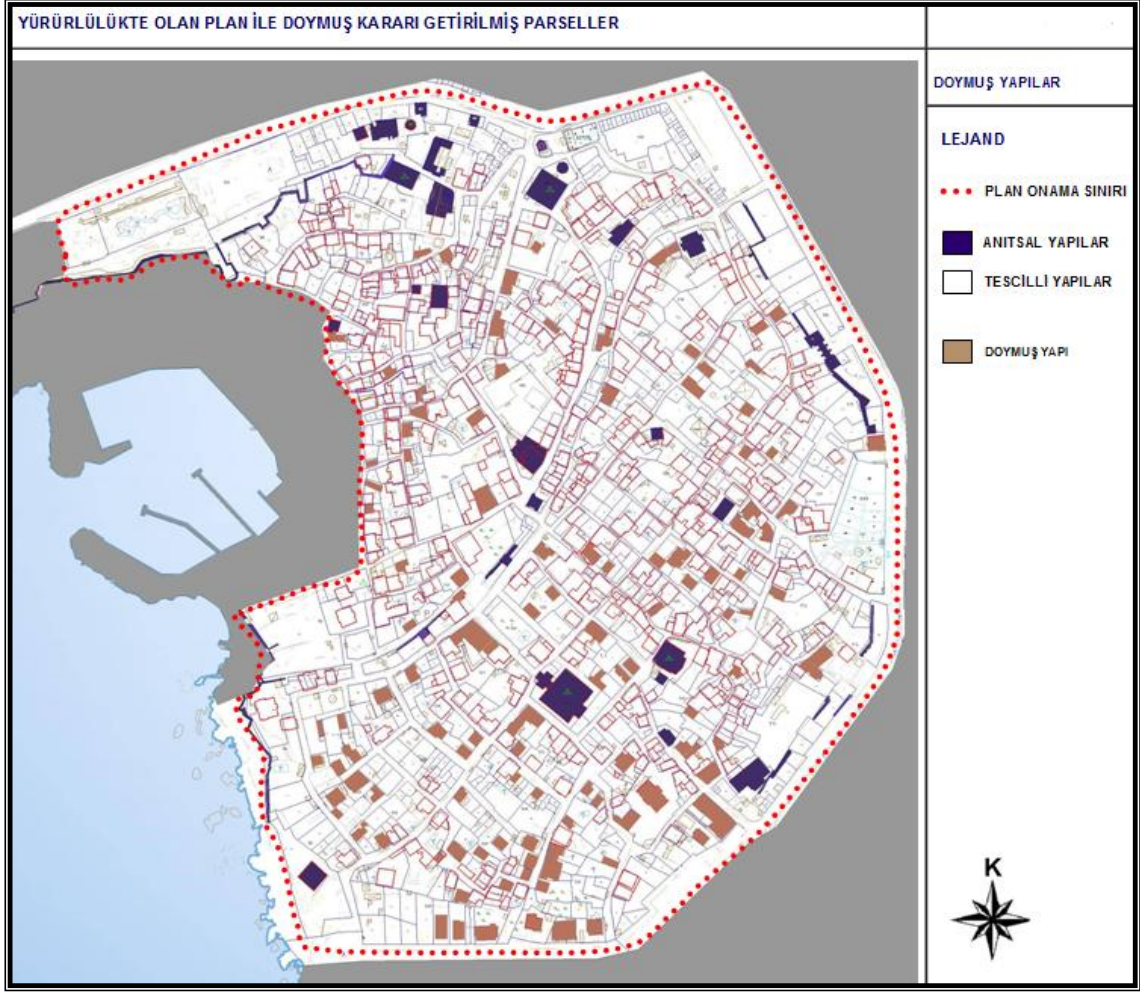 YÜRÜRLÜLÜKTE OLAN PLAN İLE DOYMUŞ KARARI GETİRİLMİŞ PARSELLER
DOYMUŞ YAPILAR
LEJAND
PLAN ONAMA SINIRI
ANITSAL YAPILAR
TESCİLLİ YAPILAR
DOYMUŞ YAPI
K